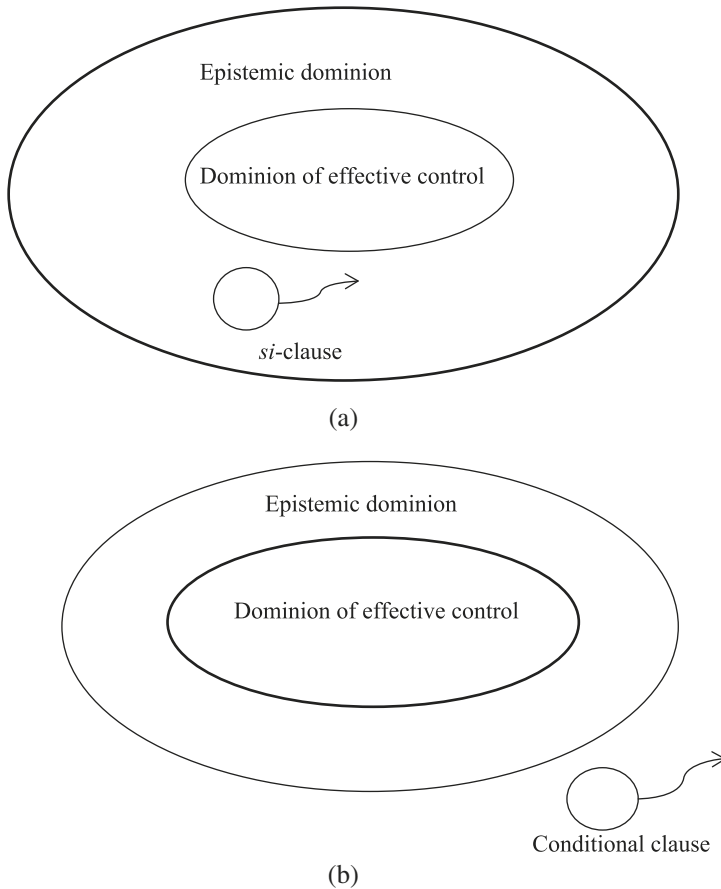 Epistemic dominion
Dominion of effective control
si-clause
(a)
Epistemic dominion
Dominion of effective control
Conditional clause
(b)